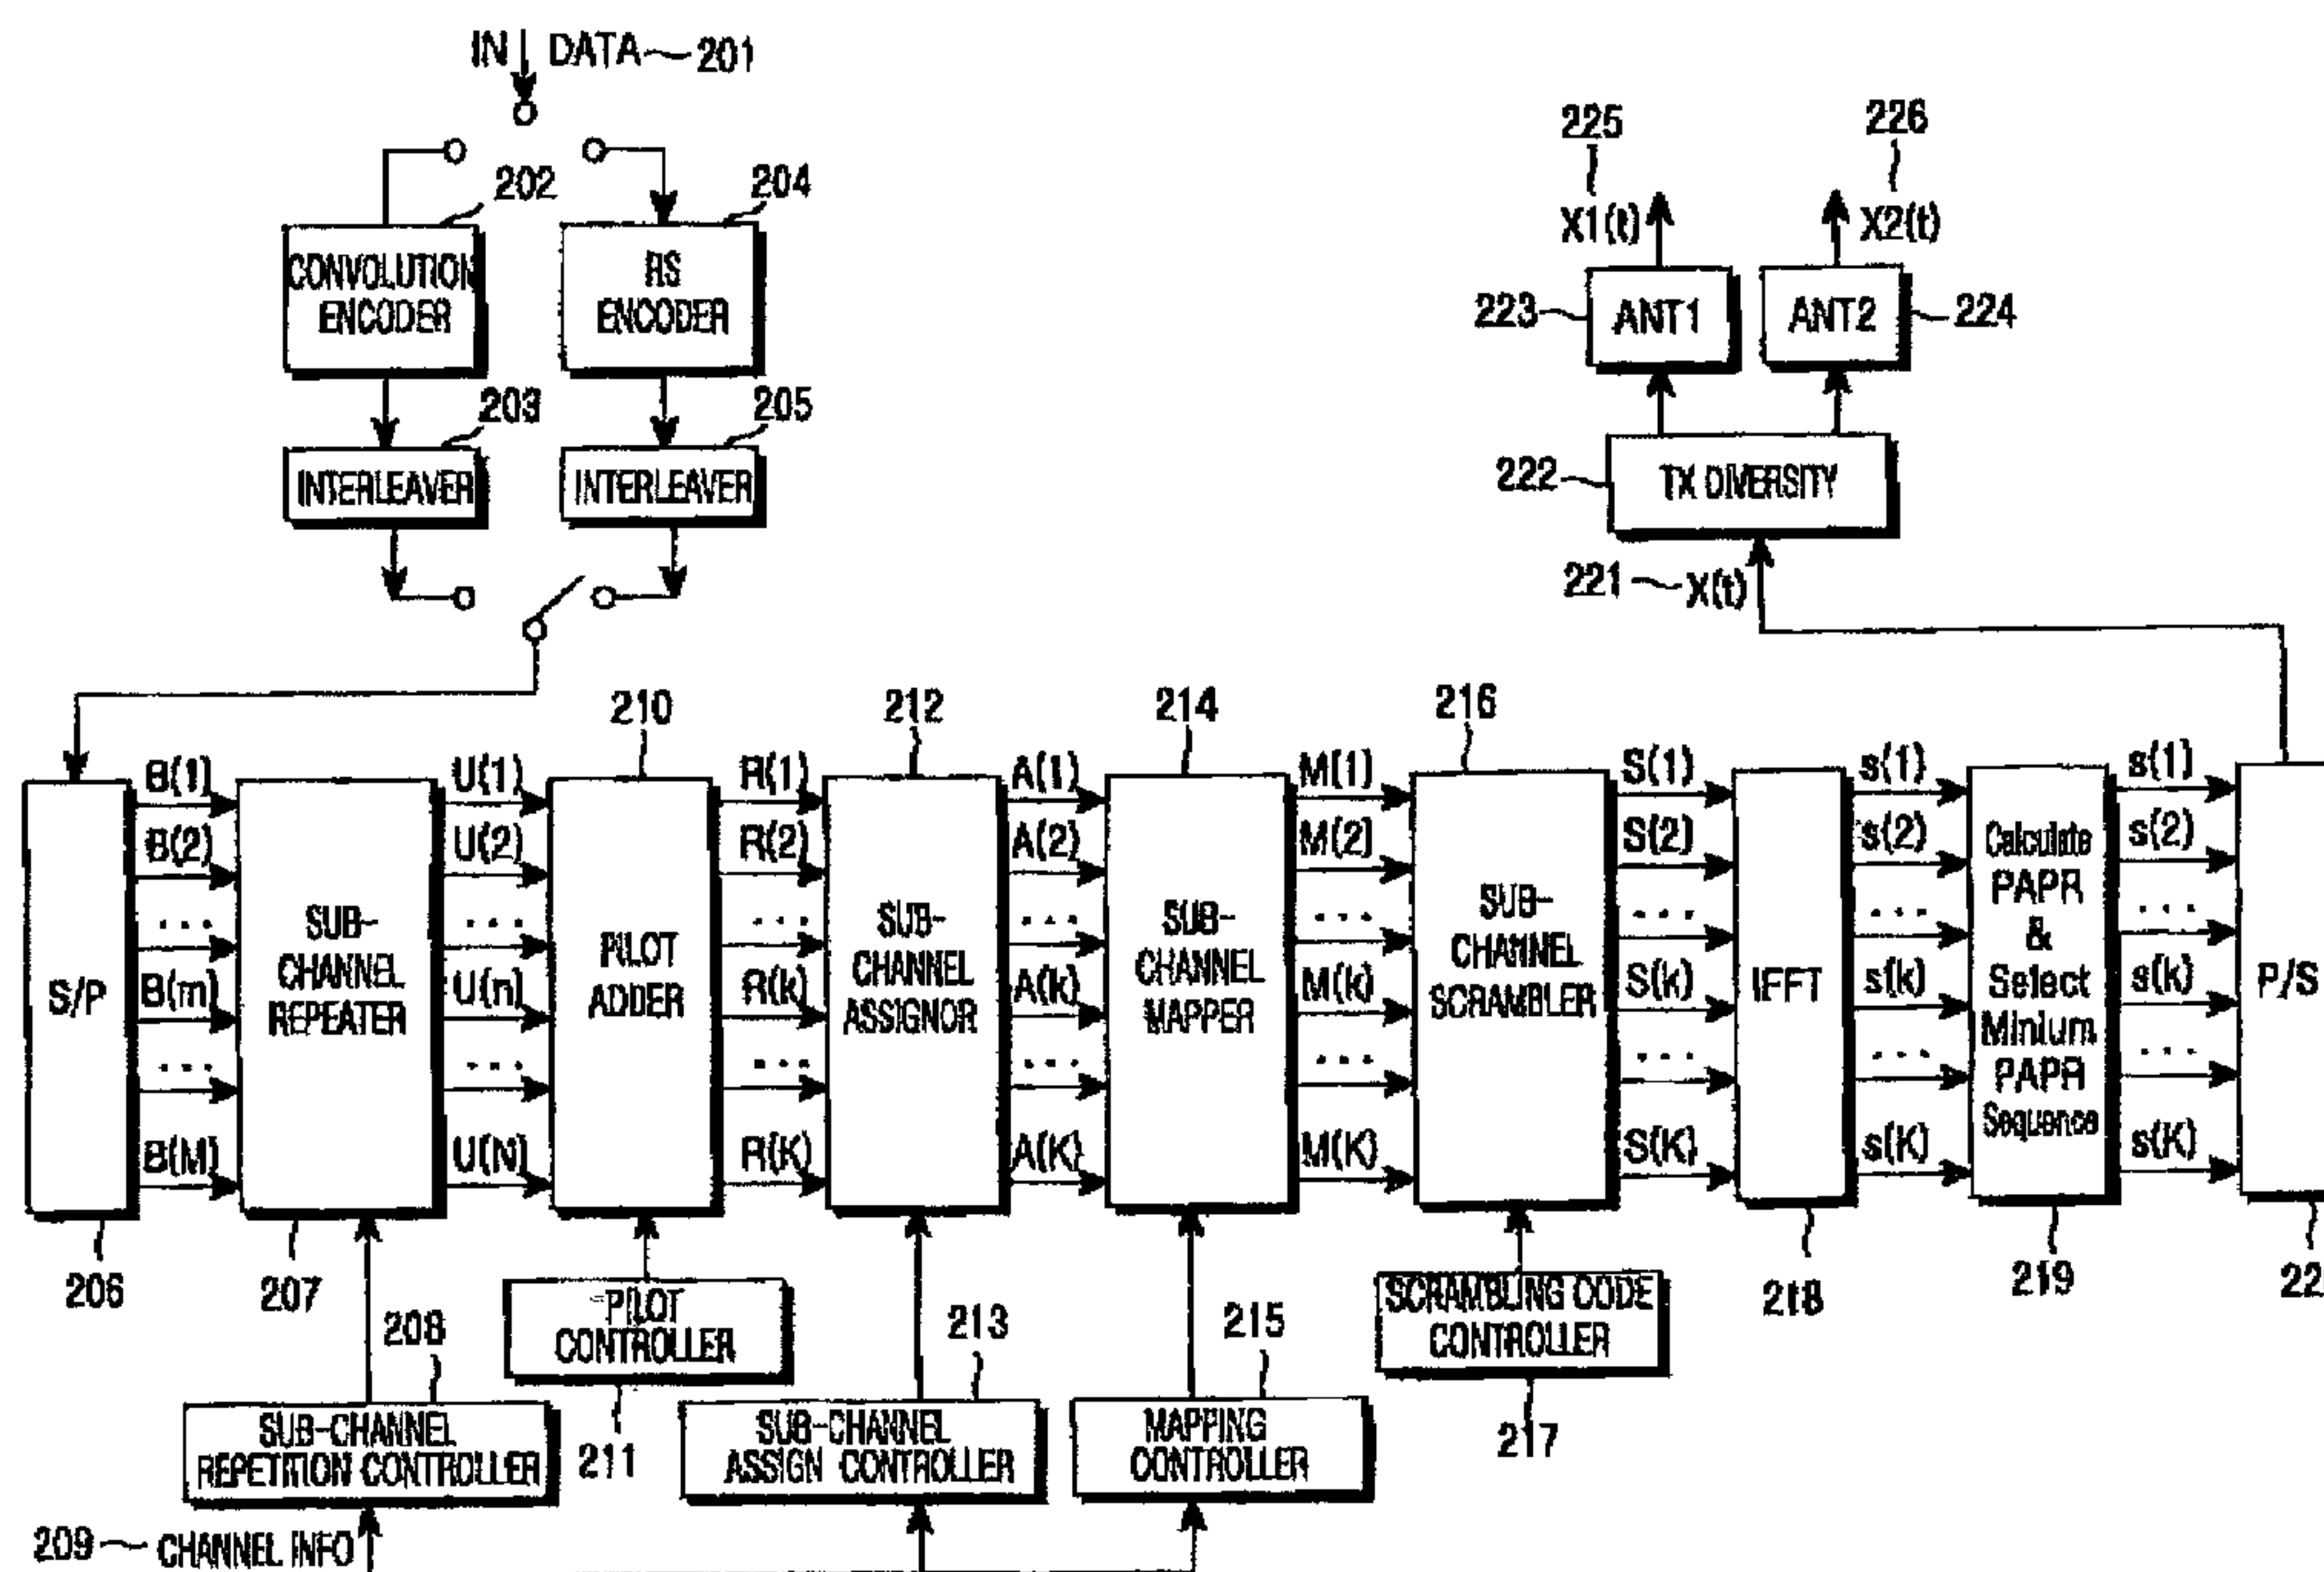 IN DATA 201
225
226
202
204
X1(t)
X2(t)
CONVOLUTION
ENCODER
RS
ENCODER
223
ANT1
ANT2
224
203
205
INTERLEAVER
INTERLEAVER
222
TX DIVERSITY
221
X(t)
210
212
214
216
S/P
B(1)
B(2)
...
B(m)
...
B(M)
SUB-
CHANNEL
REPEATER
U(1)
U(2)
...
U(n)
...
U(N)
PILOT
ADDER
R(1)
R(2)
...
R(k)
...
R(K)
SUB-
CHANNEL
ASSIGNOR
A(1)
A(2)
...
A(k)
...
A(K)
SUB-
CHANNEL
MAPPER
M(1)
M(2)
...
M(k)
...
M(K)
SUB-
CHANNEL
SCRAMBLER
S(1)
S(2)
...
S(k)
...
S(K)
IFFT
s(1)
s(2)
...
s(k)
...
s(K)
Calculate
PAPR
&
Select
Minium
PAPR
Sequence
s(1)
s(2)
...
s(k)
...
s(K)
P/S
206
207
208
PILOT
CONTROLLER
211
213
215
SCRAMBLING CODE
CONTROLLER
217
218
219
22
SUB-CHANNEL
REPETITION CONTROLLER
SUB-CHANNEL
ASSIGN CONTROLLER
MAPPING
CONTROLLER
209
CHANNEL INFO